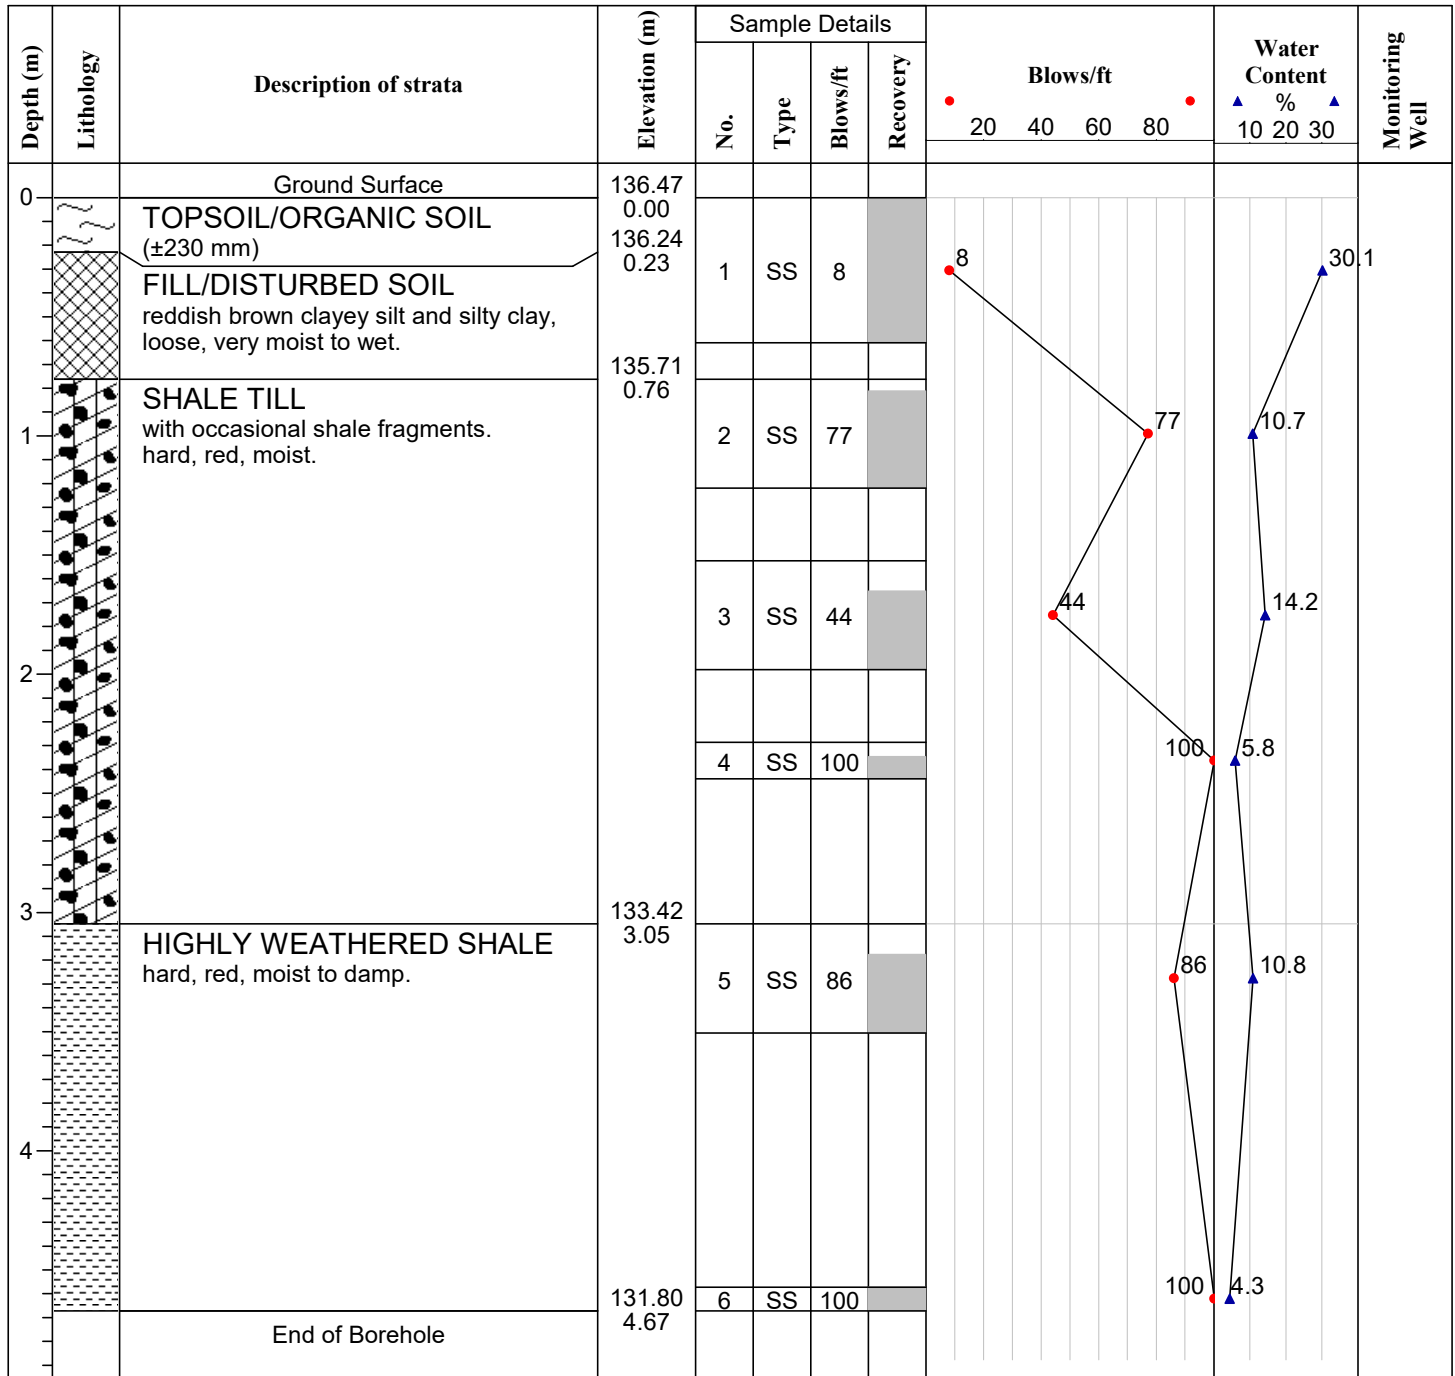 Depth (m)
Lithology
Description of strata
Elevation (m)
Sample Details
No.
Type
Blows/ft
Recovery
Blows/ft
20 40 60 80
Water
Content
%
10 20 30
Monitoring
Well
Ground Surface
136.47
0.00
0
TOPSOIL/ORGANIC SOIL
(±230 mm)
136.24
0.23
FILL/DISTURBED SOIL
reddish brown clayey silt and silty clay,
loose, very moist to wet.
1 SS 8
8
30.1
135.71
0.76
SHALE TILL
with occasional shale fragments.
hard, red, moist.
1
2 SS 77
77
10.7
3 SS 44
44
14.2
2
4 SS 100
100
5.8
3
133.42
3.05
HIGHLY WEATHERED SHALE
hard, red, moist to damp.
5 SS 86
86
10.8
4
131.80
4.67
6 SS 100
100
4.3
End of Borehole